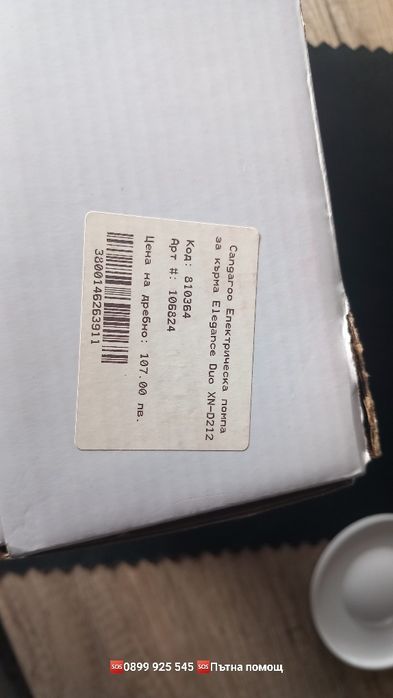 Cangaroo Електрическа помпа
за кърма Elegance Duo XN-D212
Код: 810364
Арт #: 106824
Цена на дребно: 107.00 лв.
3800146263911
🆘0899 925 545 🆘Пътна помощ